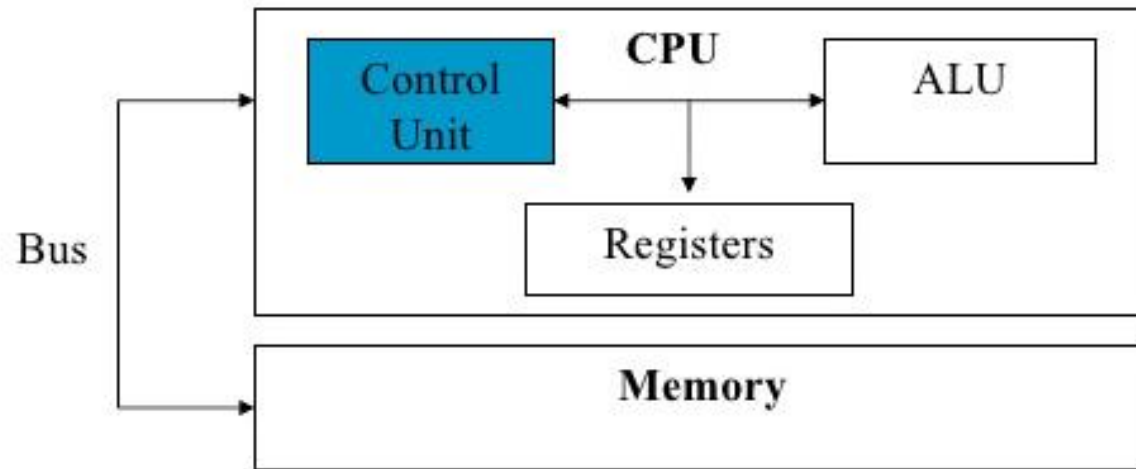 CPU
Control
Unit
ALU
Registers
Bus
Memory